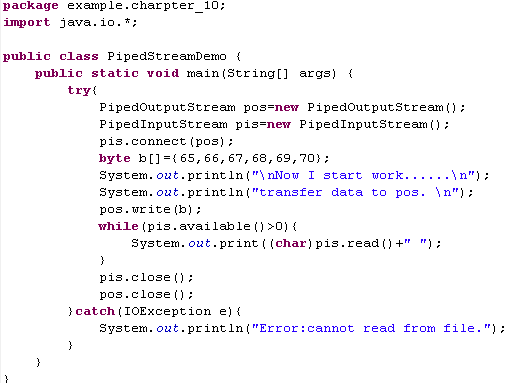 package example.charpter_10;
import java.io.*;
public class PipedStreamDemo {
public static void main(String[] args) {
try{
PipedOutputStream pos=new PipedOutputStream();
PipedInputStream pis=new PipedInputStream();
pis.connect(pos);
byte b[]={65,66,67,68,69,70};
System.out.println("\nNow I start work......\n");
System.out.println("transfer data to pos. \n");
pos.write(b);
while(pis.available()>0){
System.out.print((char)pis.read()+" ");
}
pis.close();
pos.close();
}catch(IOException e){
System.out.println("Error:cannot read from file.");
}
}
}